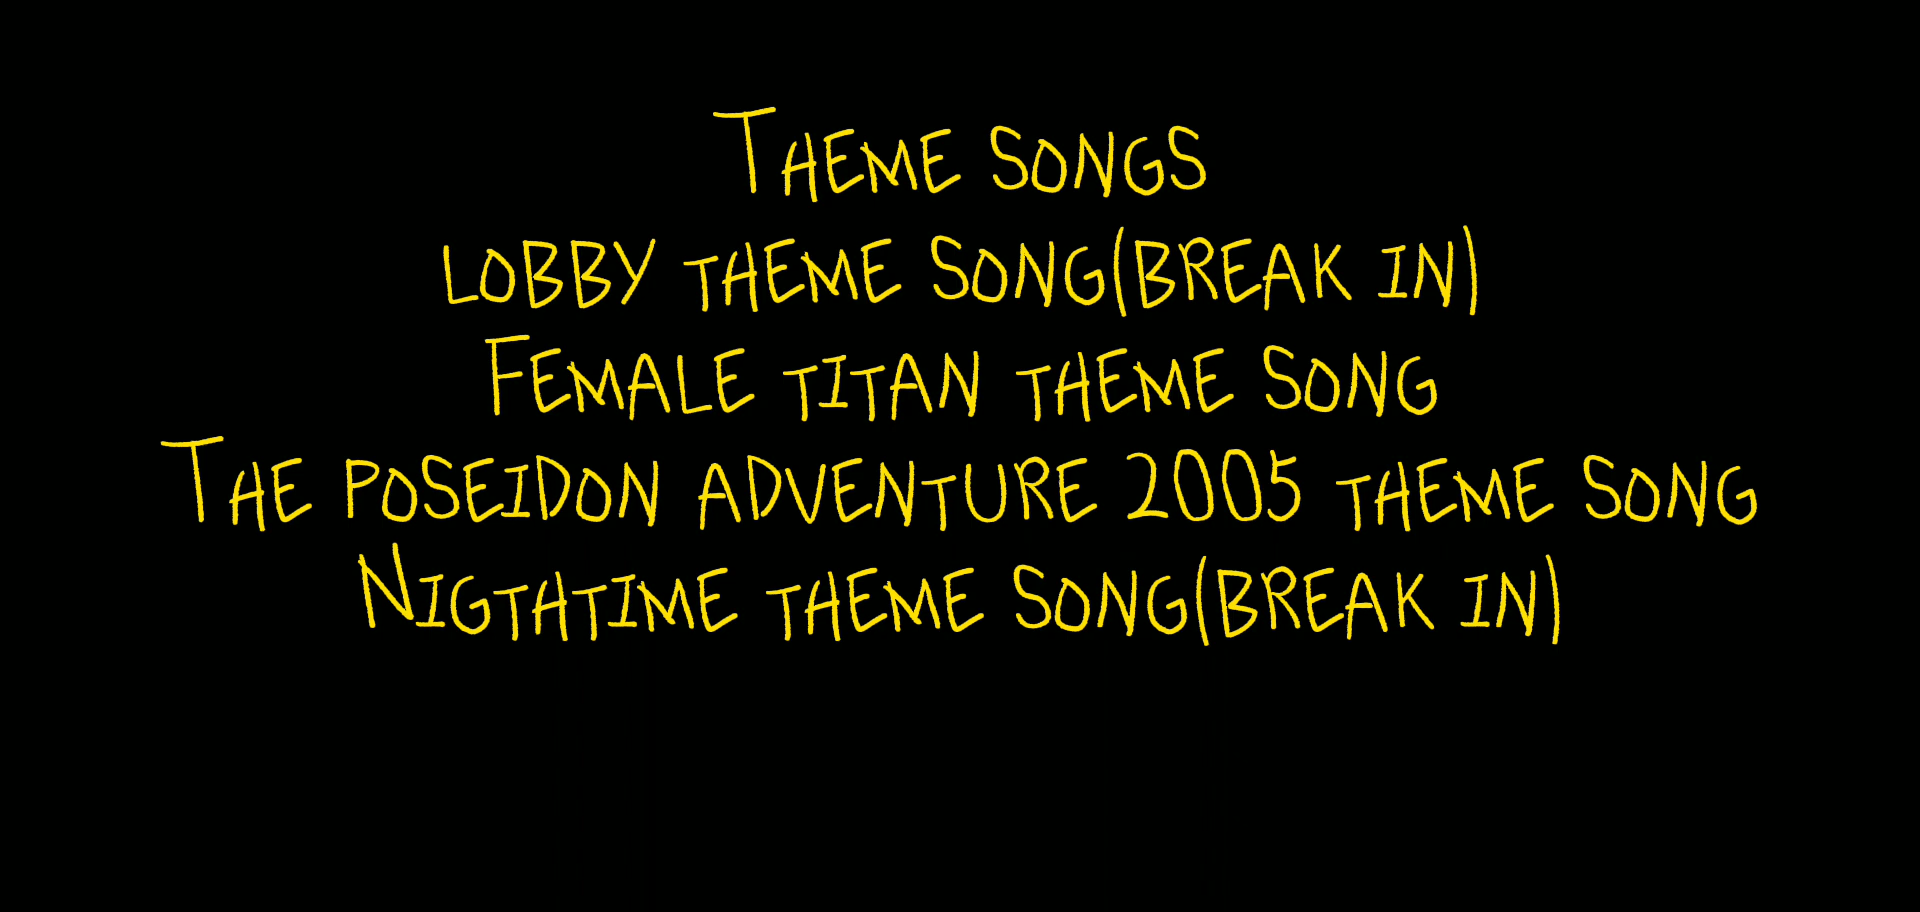 Theme songs
lobby theme song(break in)
Female titan theme song
The poseidon adventure 2005 theme song
Nigthtime theme song(break in)